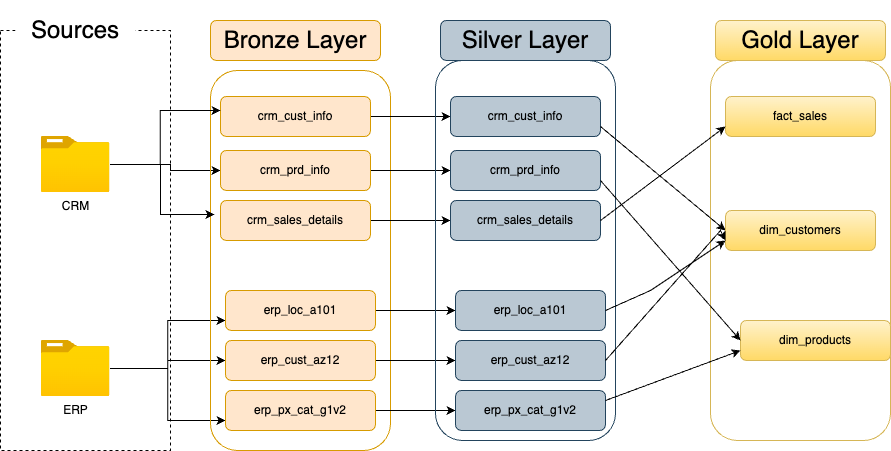 Sources
Bronze Layer
Silver Layer
Gold Layer
CRM
ERP
crm_cust_info
crm_prd_info
crm_sales_details
erp_loc_a101
erp_cust_az12
erp_px_cat_g1v2
crm_cust_info
crm_prd_info
crm_sales_details
erp_loc_a101
erp_cust_az12
erp_px_cat_g1v2
fact_sales
dim_customers
dim_products